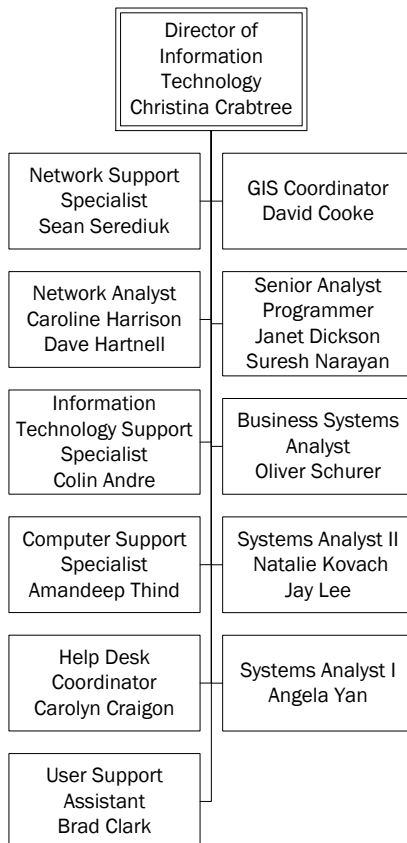 Director of
Information
Technology
Christina Crabtree
Network Support
Specialist
Sean Serediuk
GIS Coordinator
David Cooke
Network Analyst
Caroline Harrison
Dave Hartnell
Senior Analyst
Programmer
Janet Dickson
Suresh Narayan
Information
Technology Support
Specialist
Colin Andre
Business Systems
Analyst
Oliver Schurer
Computer Support
Specialist
Amandeep Thind
Systems Analyst II
Natalie Kovach
Jay Lee
Help Desk
Coordinator
Carolyn Craigon
Systems Analyst I
Angela Yan
User Support
Assistant
Brad Clark